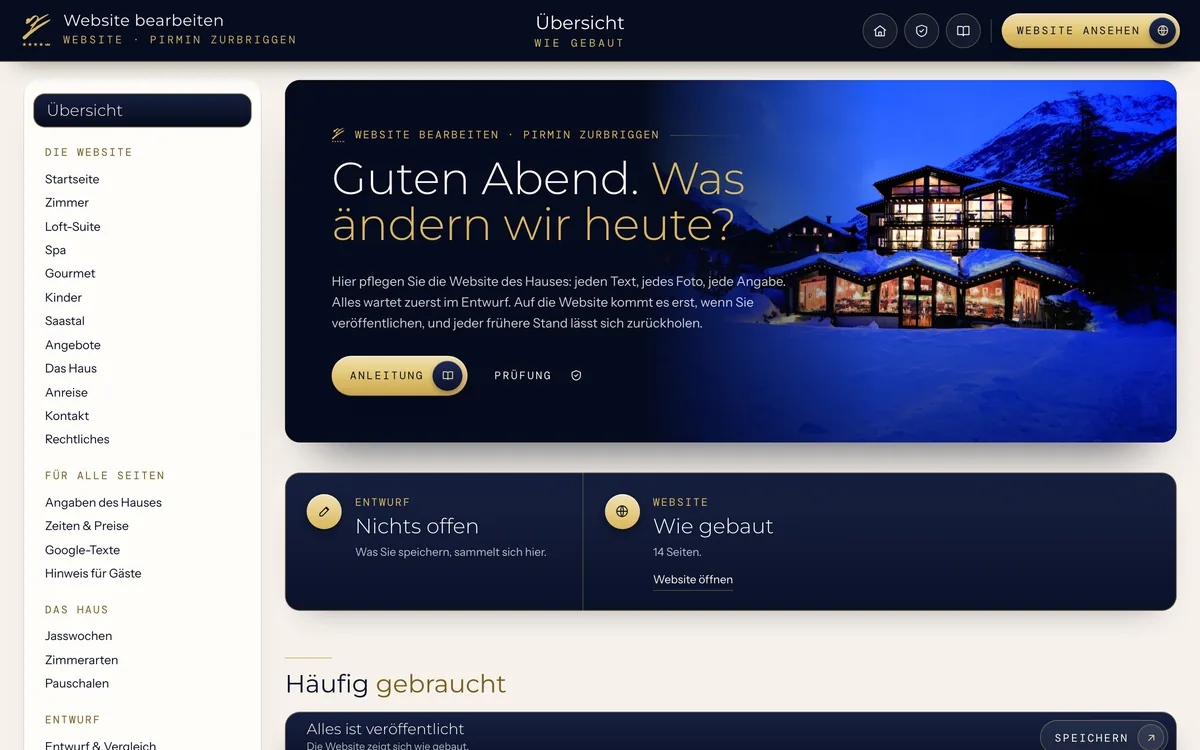 Website bearbeiten
WEBSITE · PIRMIN ZURBRIGGEN
Übersicht
WIE GEBAUT
WEBSITE ANSEHEN
Übersicht
DIE WEBSITE
Startseite
Zimmer
Loft-Suite
Spa
Gourmet
Kinder
Saastal
Angebote
Das Haus
Anreise
Kontakt
Rechtliches
FÜR ALLE SEITEN
Angaben des Hauses
Zeiten & Preise
Google-Texte
Hinweis für Gäste
DAS HAUS
Jasswochen
Zimmerarten
Pauschalen
ENTWURF
Entwurf & Vergleich
WEBSITE BEARBEITEN · PIRMIN ZURBRIGGEN
Guten Abend. Was
ändern wir heute?
Hier pflegen Sie die Website des Hauses: jeden Text, jedes Foto, jede Angabe.
Alles wartet zuerst im Entwurf. Auf die Website kommt es erst, wenn Sie
veröffentlichen, und jeder frühere Stand lässt sich zurückholen.
ANLEITUNG
PRÜFUNG
ENTWURF
Nichts offen
Was Sie speichern, sammelt sich hier.
WEBSITE
Wie gebaut
14 Seiten.
Website öffnen
Häufig gebraucht
Alles ist veröffentlicht
Die Website zeigt sich wie gebaut.
SPEICHERN